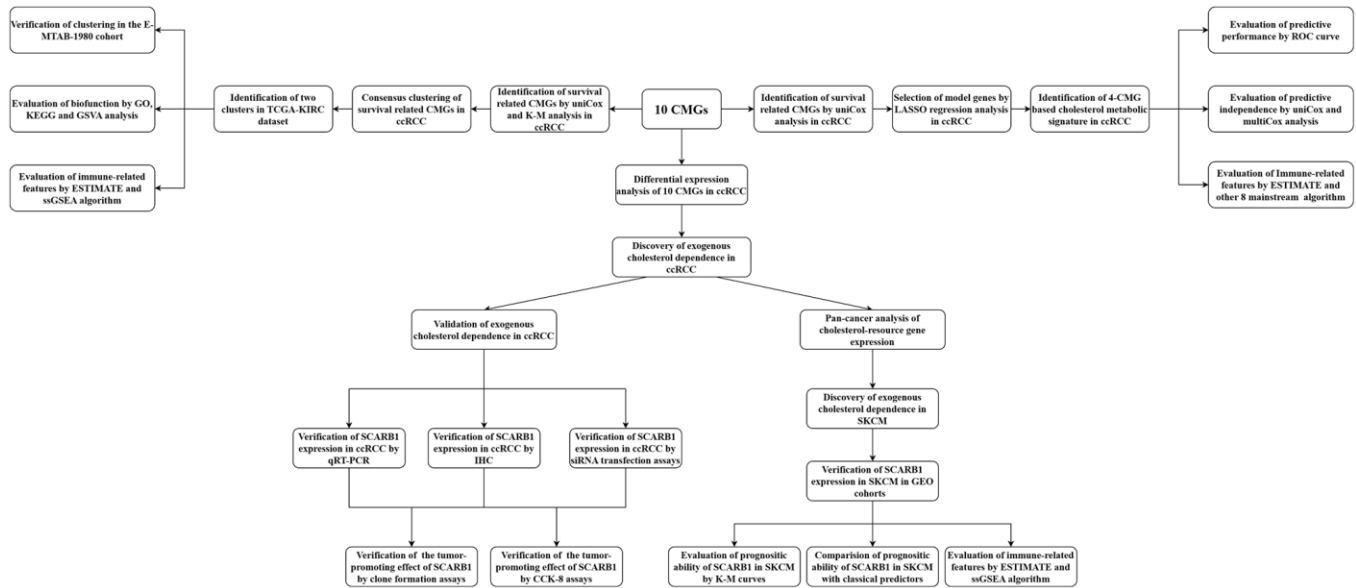 Verification of clustering in the E-
MTAB-1980 cohort
Evaluation of biofunction by GO,
KEGG and GSVA analysis
Evaluation of immune-related
features by ESTIMATE and
ssGSEA algorithm
Identification of two
clusters in TCGA-KIRC
dataset
Consensus clustering of
survival related CMGs in
ccRCC
Identification of survival
related CMGs by uniCox
and K-M analysis in
ccRCC
10 CMGs
Identification of survival
related CMGs by uniCox
analysis in ccRCC
Selection of model genes by
LASSO regression analysis
in ccRCC
Identification of 4-CMG
based cholesterol metabolic
signature in ccRCC
Evaluation of predictive
performance by ROC curve
Evaluation of predictive
independence by uniCox and
multiCox analysis
Evaluation of Immune-related
features by ESTIMATE and
other 8 mainstream algorithm
Differential expression
analysis of 10 CMGs in ccRCC
Discovery of exogenous
cholesterol dependence in
ccRCC
Validation of exogenous
cholesterol dependence in ccRCC
Pan-cancer analysis of
cholesterol-resource gene
expression
Verification of SCARB1
expression in ccRCC by
qRT-PCR
Verification of SCARB1
expression in ccRCC by
IHC
Verification of SCARB1
expression in ccRCC by
siRNA transfection assays
Discovery of exogenous
cholesterol dependence in
SKCM
Verification of SCARB1
expression in SKCM in GEO
cohorts
Verification of the tumor-
promoting effect of SCARB1
by clone formation assays
Verification of the tumor-
promoting effect of SCARB1
by CCK-8 assays
Evaluation of prognositic
ability of SCARB1 in SKCM
by K-M curves
Comparision of prognositic
ability of SCARB1 in SKCM
with classical predictors
Evaluation of immune-related
features by ESTIMATE and
ssGSEA algorithm